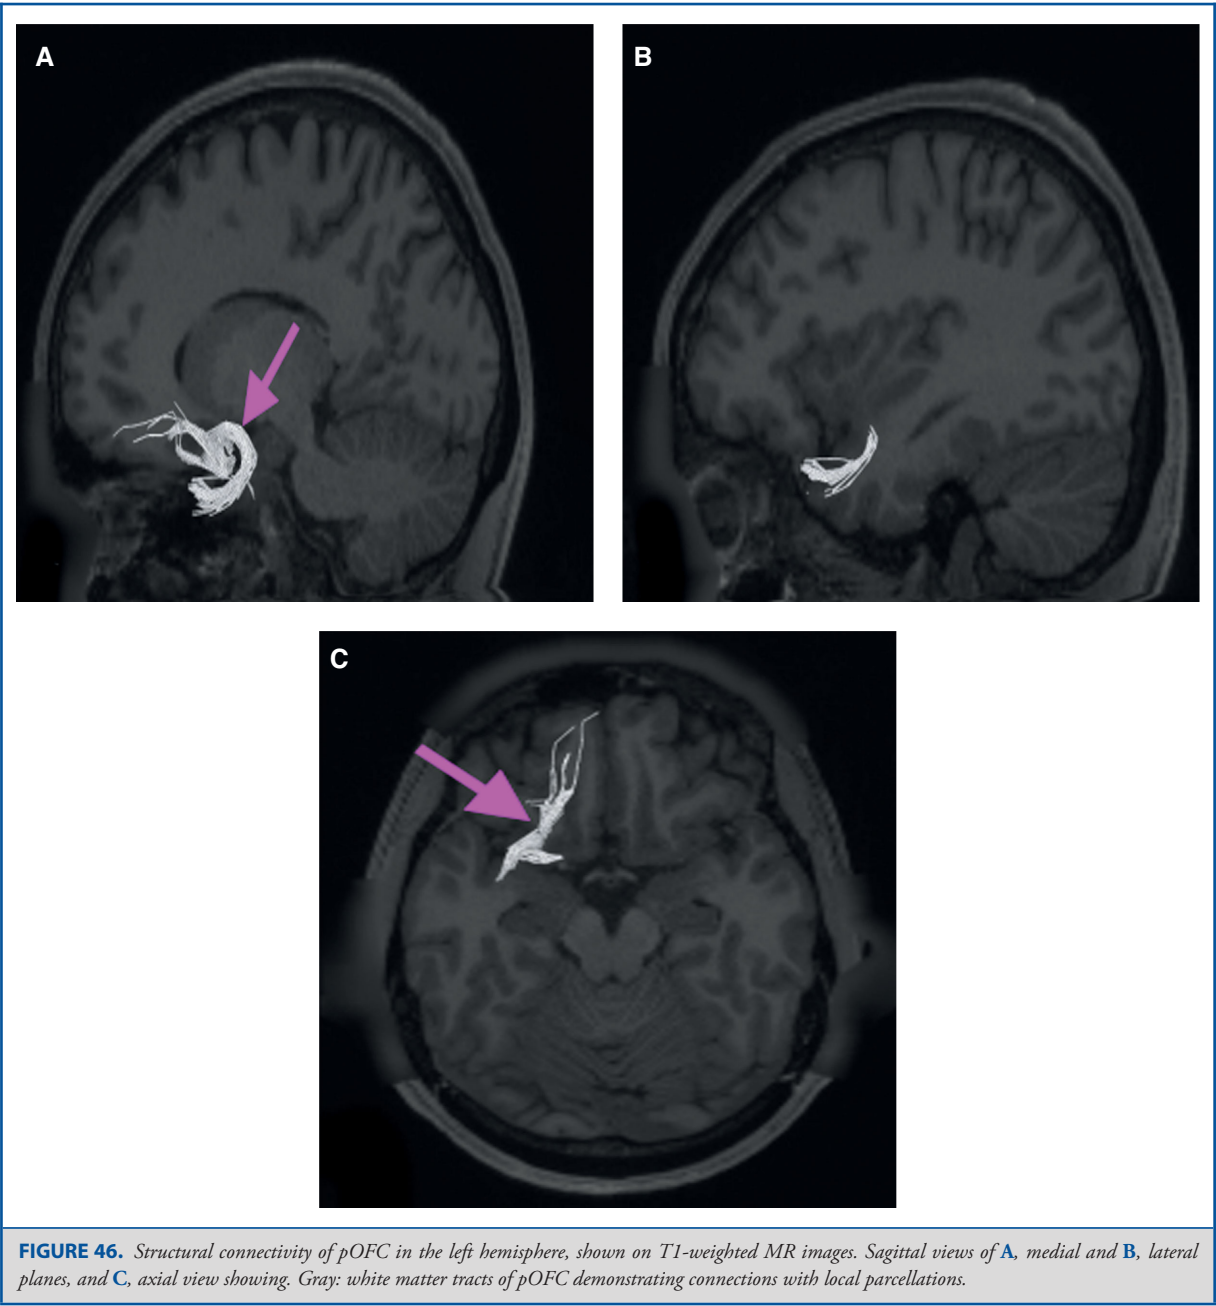 A
B
C
FIGURE 46. Structural connectivity of pOFC in the left hemisphere, shown on T1-weighted MR images. Sagittal views of A, medial and B, lateral
planes, and C, axial view showing. Gray: white matter tracts of pOFC demonstrating connections with local parcellations.